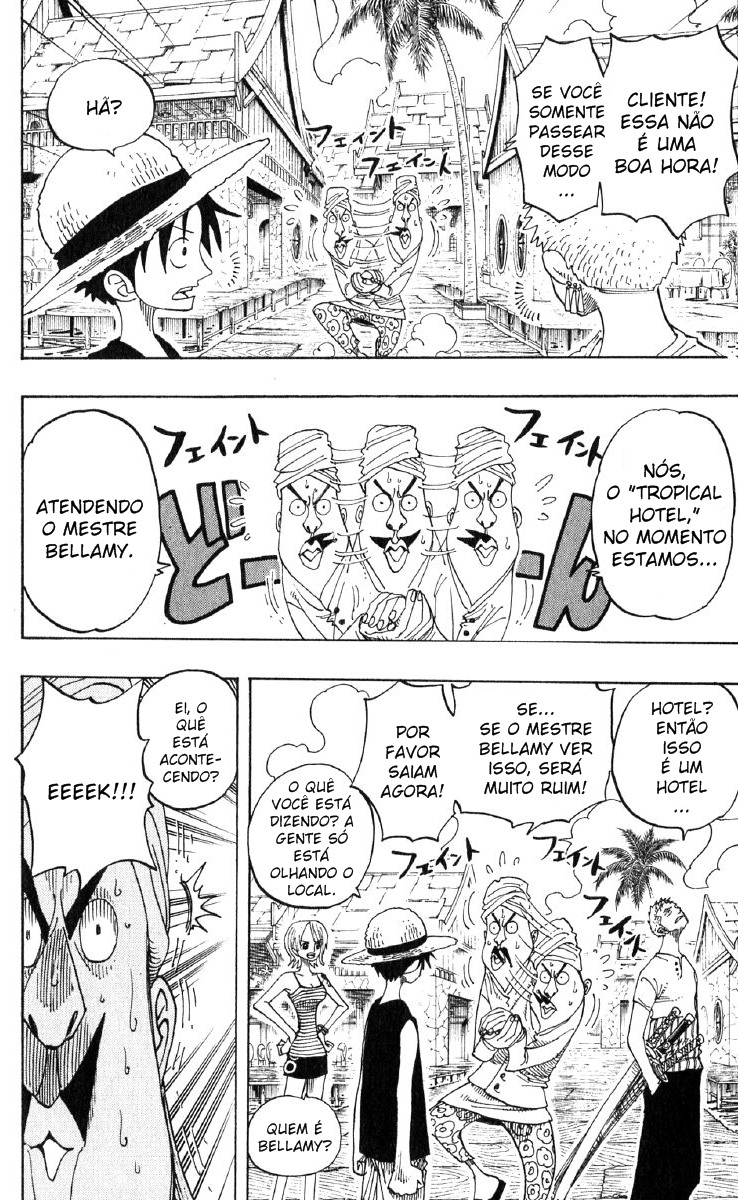 CLIENTE!
ESSA NÃO
É UMA
BOA HORA!
SE VOCÊ
SOMENTE
PASSEAR
DESSE
MODO
...
HÃ?
フェイント
フェイント
NÓS,
O "TROPICAL
HOTEL,"
NO MOMENTO
ESTAMOS...
フェイント
フェイント
どーーん
ATENDENDO
O MESTRE
BELLAMY.
HOTEL?
ENTÃO
ISSO
É UM
HOTEL
...
SE...
SE O MESTRE
BELLAMY VER
ISSO, SERÁ
MUITO RUIM!
POR
FAVOR
SAIAM
AGORA!
O QUÊ
VOCÊ ESTÁ
DIZENDO? A
GENTE SÓ
ESTÁ
OLHANDO O
LOCAL.
フェイント
フェイント
フェイント
QUEM É
BELLAMY?
EI, O
QUÊ
ESTÁ
ACONTE-
CENDO?
EEEEK!!!